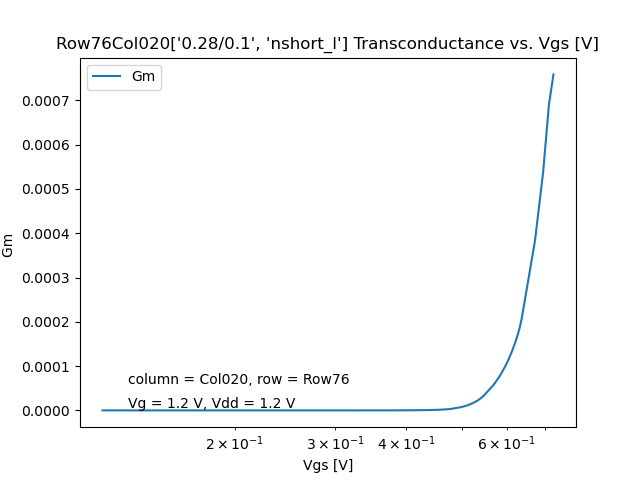 Row76Col020['0.28/0.1', 'nshort_l'] Transconductance vs. Vgs [V]
Gm
0.0007
0.0006
0.0005
0.0004
0.0003
0.0002
0.0001
0.0000
Gm
column = Col020, row = Row76
Vg = 1.2 V, Vdd = 1.2 V
2 × 10⁻¹ 3 × 10⁻¹ 4 × 10⁻¹ 6 × 10⁻¹
Vgs [V]